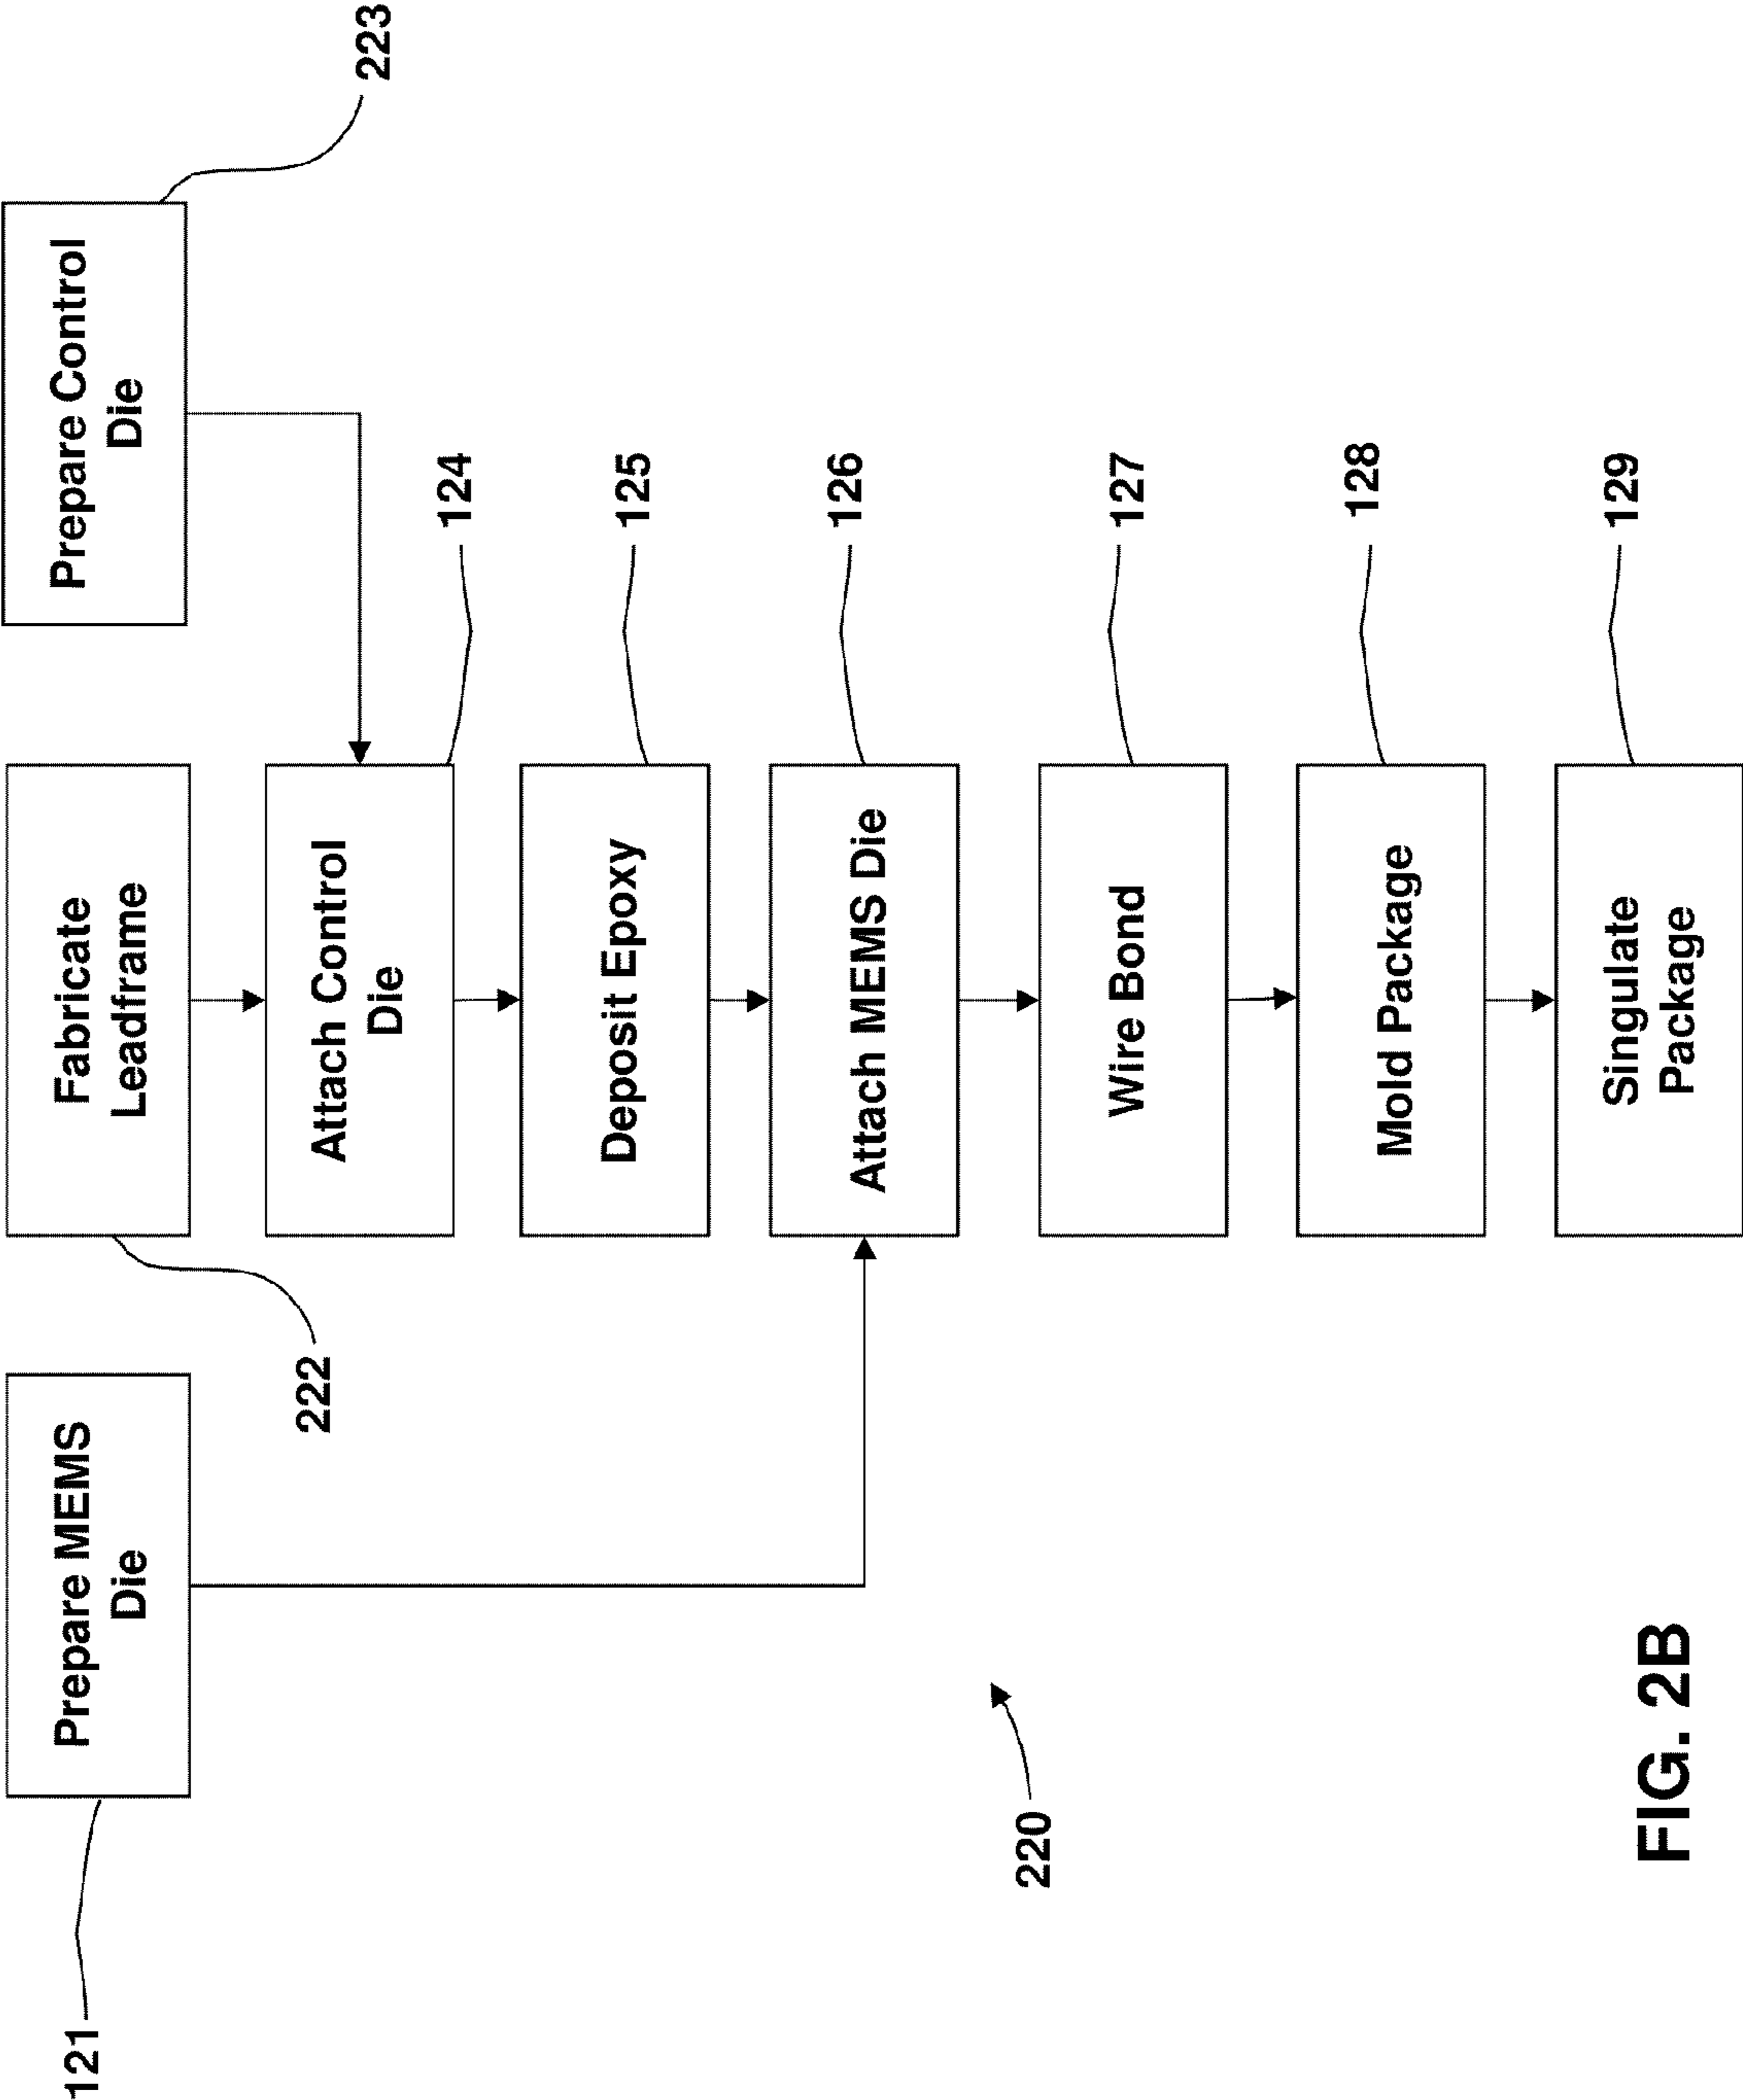 121
Prepare MEMS
Die
222
Fabricate
Leadframe
Prepare Control
Die
223
Attach Control
Die
124
Deposit Epoxy
125
Attach MEMS Die
126
220
Wire Bond
127
Mold Package
128
Singulate
Package
129
FIG. 2B